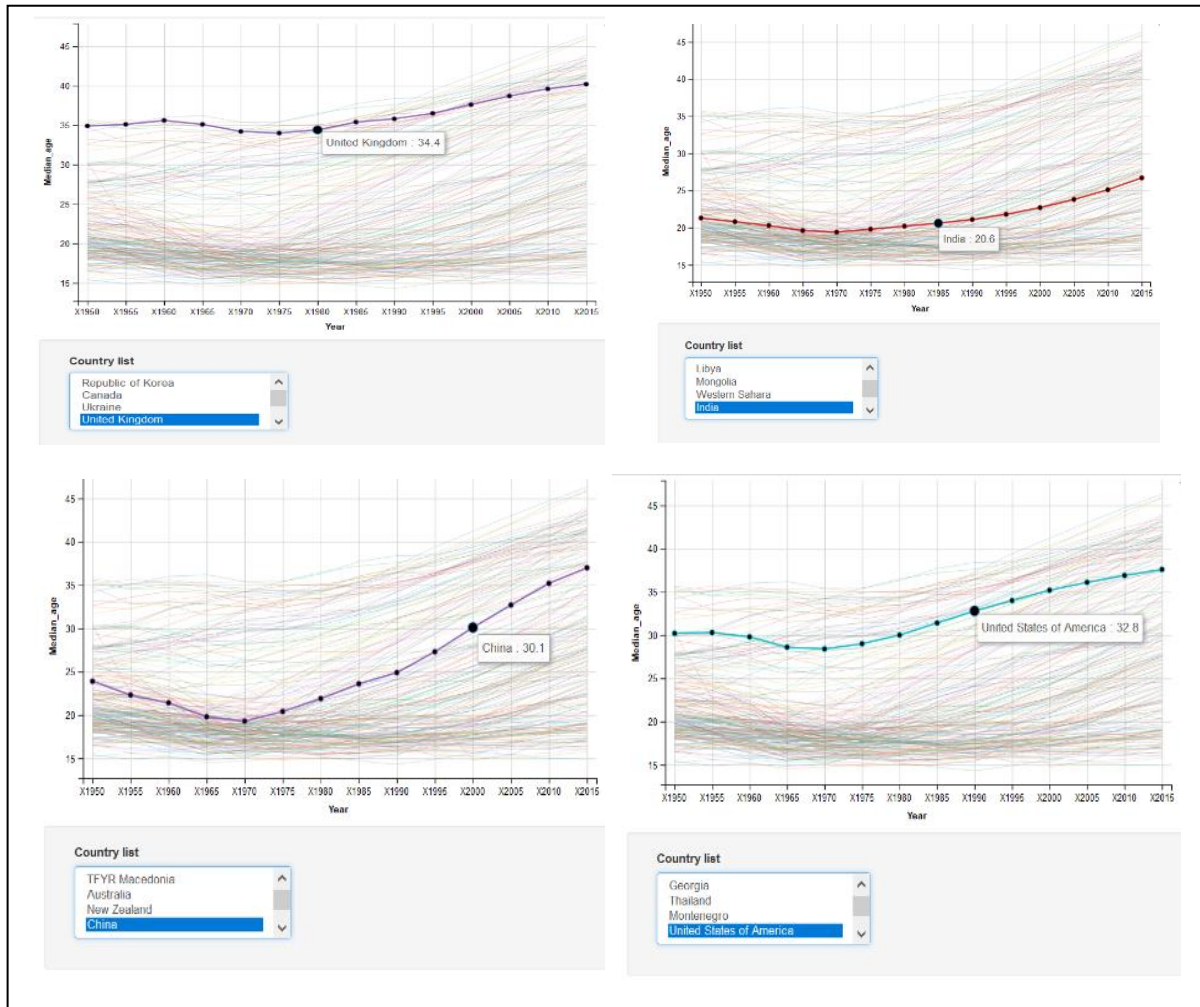 45
40
35
30
25
20
15
Median_age
United Kingdom : 34.4
X1950 X1955 X1960 X1965 X1970 X1975 X1980 X1985 X1990 X1995 X2000 X2005 X2010 X2015
Year
Country list
Republic of Korea
Canada
Ukraine
United Kingdom
45
40
35
30
25
20
15
Median_age
India : 20.6
X1950 X1955 X1960 X1965 X1970 X1975 X1980 X1985 X1990 X1995 X2000 X2005 X2010 X2015
Year
Country list
Libya
Mongolia
Western Sahara
India
45
40
35
30
25
20
15
Median_age
China : 30.1
X1950 X1955 X1960 X1965 X1970 X1975 X1980 X1985 X1990 X1995 X2000 X2005 X2010 X2015
Year
Country list
TFYR Macedonia
Australia
New Zealand
China
45
40
35
30
25
20
15
Median_age
United States of America : 32.8
X1950 X1955 X1960 X1965 X1970 X1975 X1980 X1985 X1990 X1995 X2000 X2005 X2010 X2015
Year
Country list
Georgia
Thailand
Montenegro
United States of America